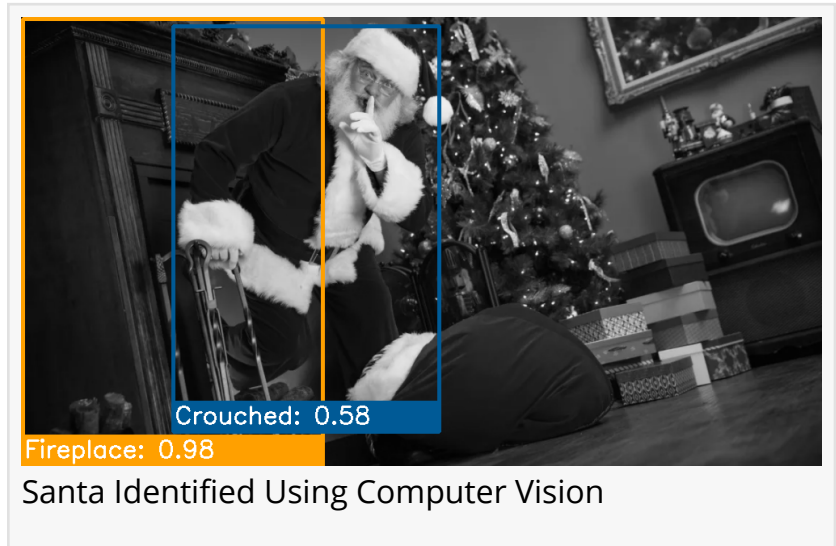 Crouched: 0.58
Fireplace: 0.98
Santa Identified Using Computer Vision